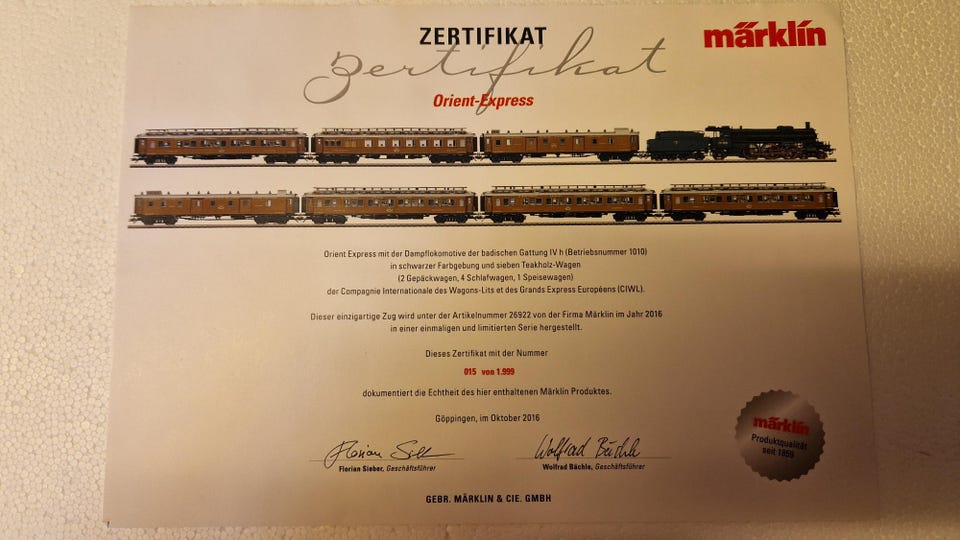 ZERTIFIKAT
märklin
Zertifikat
Orient-Express
Orient Express mit der Dampflokomotive der badischen Gattung IV h (Betriebsnummer 1010)
in schwarzer Farbgebung und sieben Teakholz-Wagen
(2 Gepäckwagen, 4 Schlafwagen, 1 Speisewagen)
der Compagnie Internationale des Wagons-Lits et des Grands Express Européens (CIWL).
Dieser einzigartige Zug wird unter der Artikelnummer 26922 von der Firma Märklin im Jahr 2016
in einer einmaligen und limitierten Serie hergestellt.
Dieses Zertifikat mit der Nummer
015 von 1.999
dokumentiert die Echtheit des hier enthaltenen Märklin Produktes.
Göppingen, im Oktober 2016
Florian Sieber, Geschäftsführer
Wolfrad Bächle
Wolfrad Bächle, Geschäftsführer
märklin
Produktqualität
seit 1859
GEBR. MÄRKLIN & CIE. GMBH